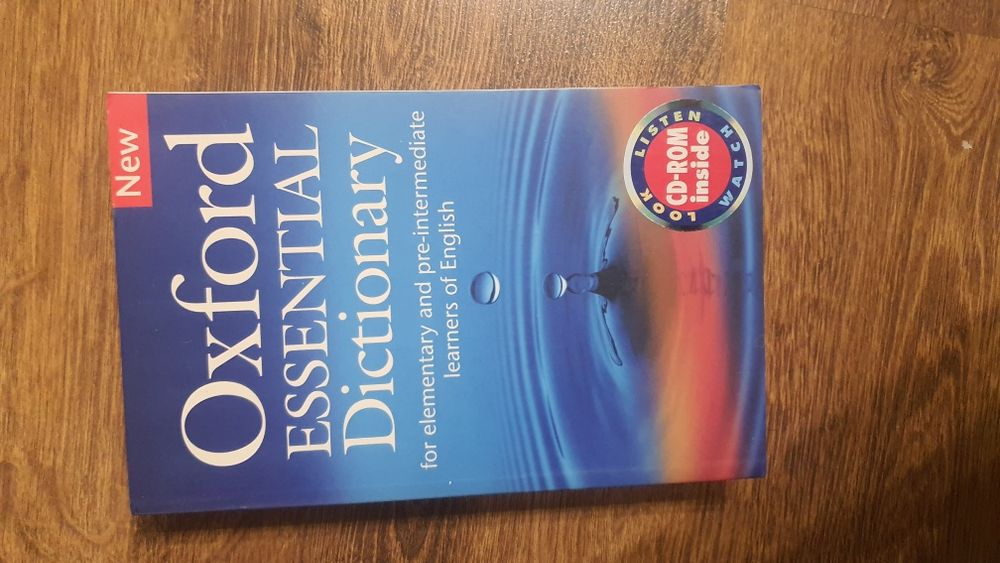 New
Oxford
ESSENTIAL
Dictionary
for elementary and pre-intermediate
learners of English
LOOK LISTEN WATCH
CD-ROM
inside